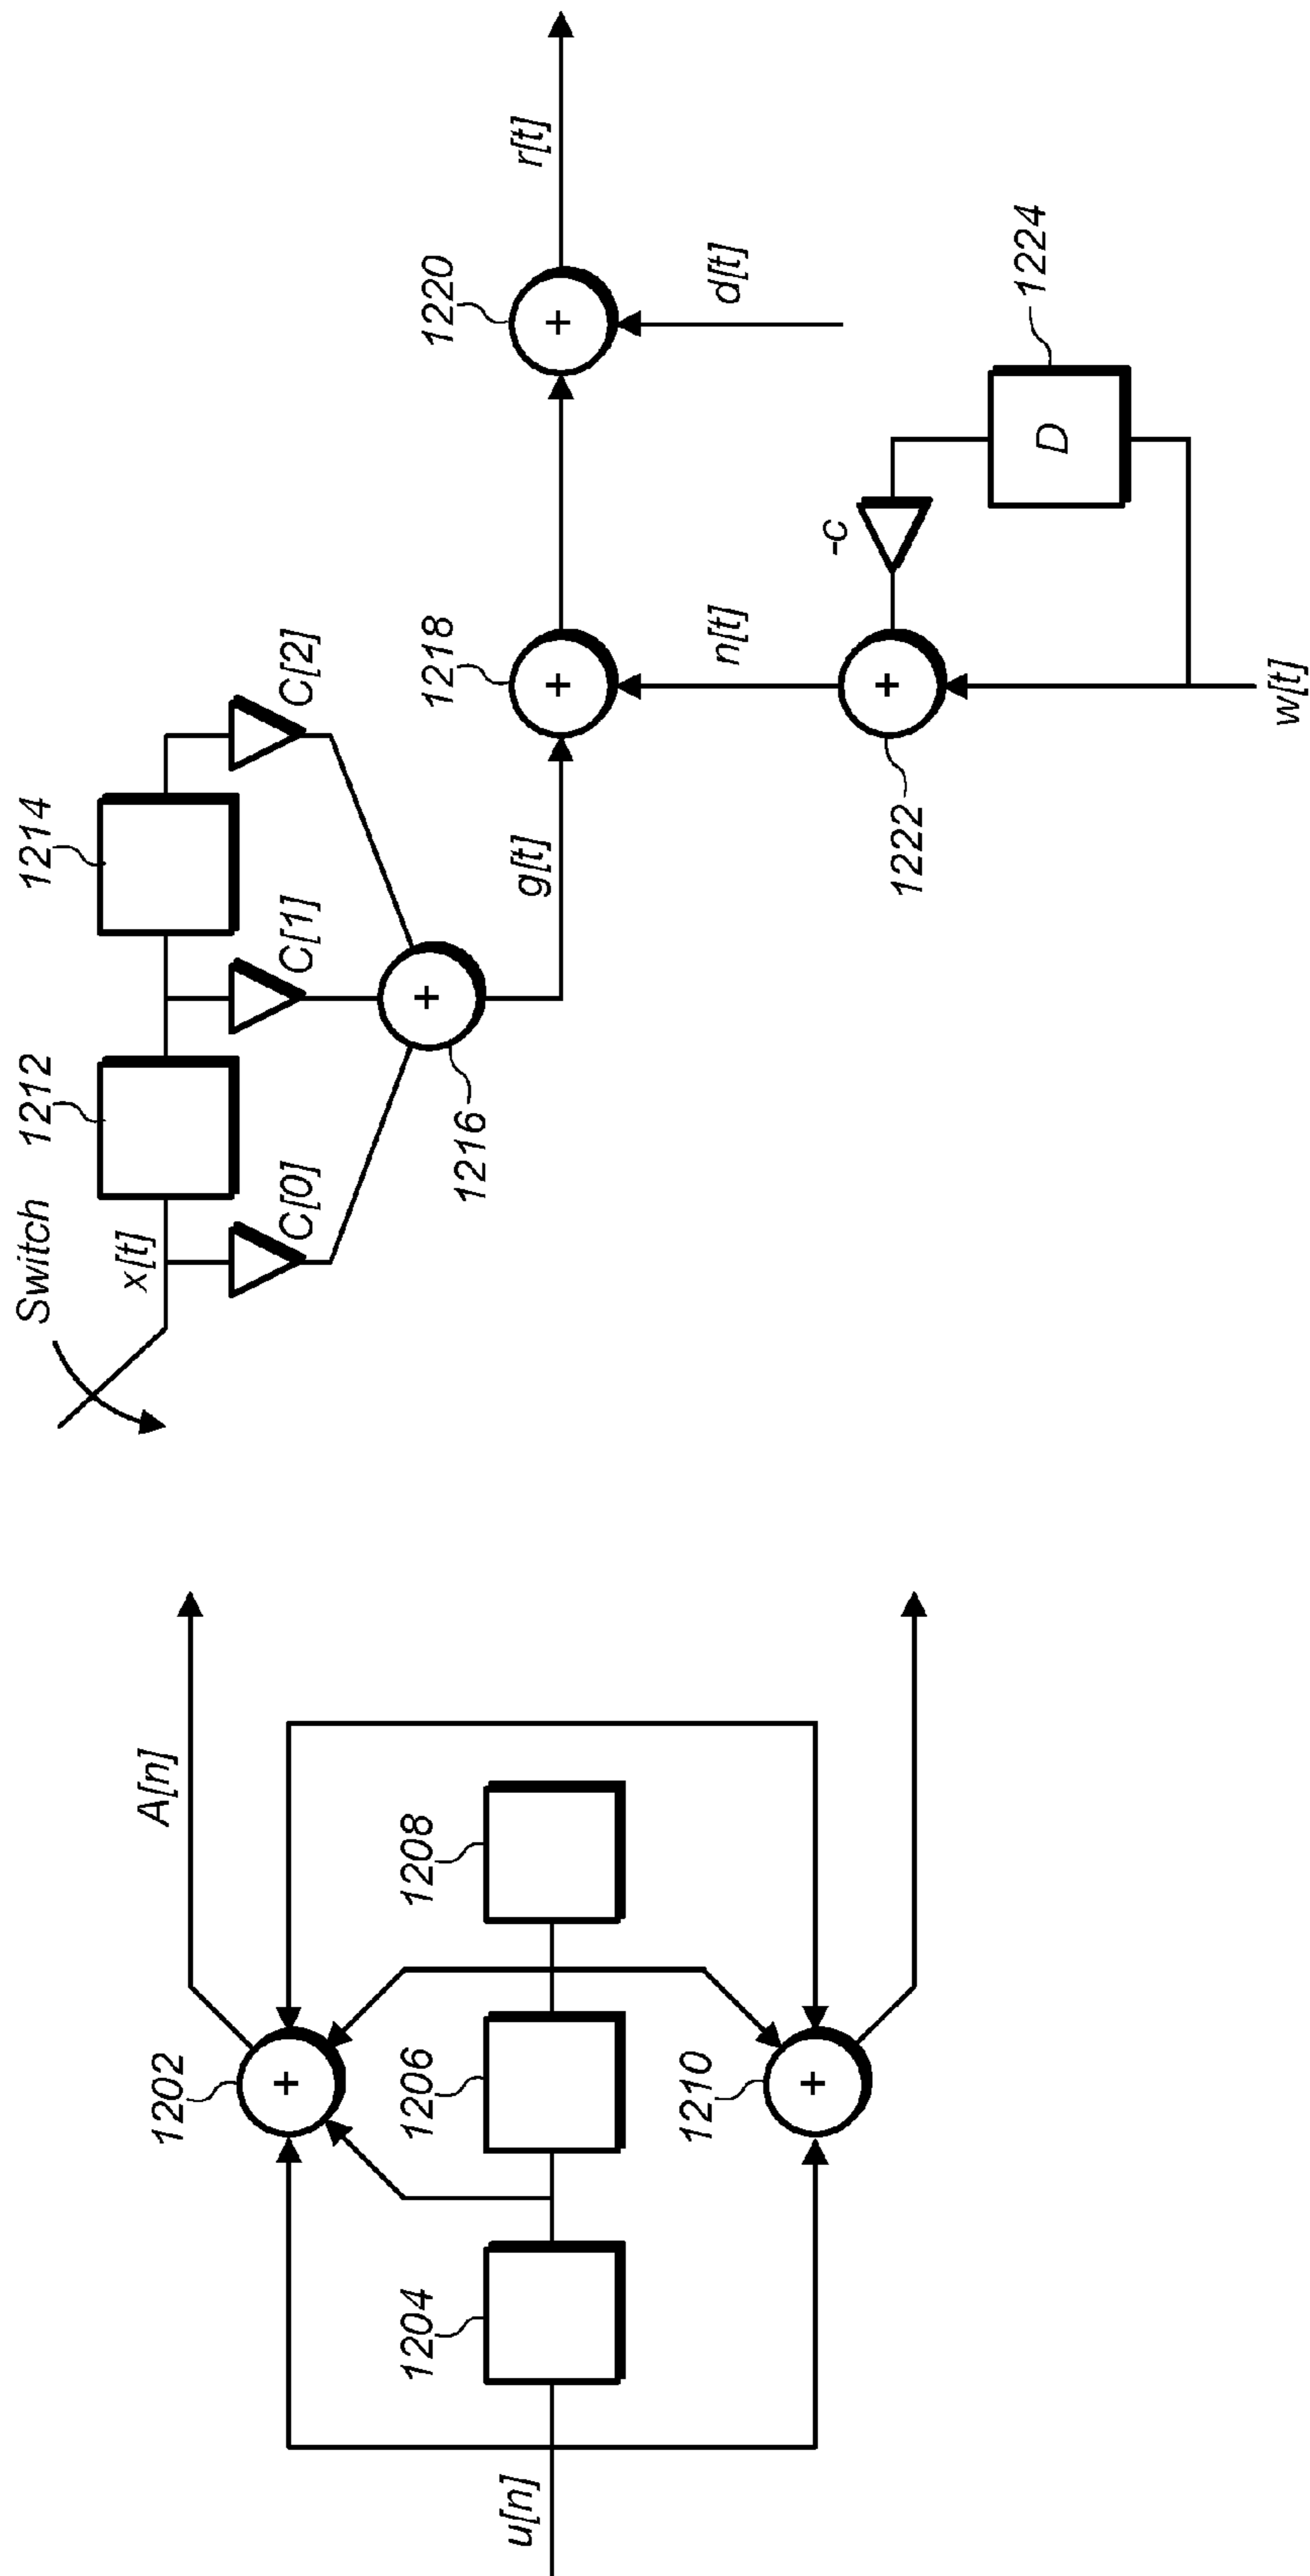 u[n]
1204
1206
1208
1202
+
A[n]
1210
+
Switch
x[t]
1212
1214
C[0]
C[1]
C[2]
1216
+
g[t]
1218
+
1220
+
r[t]
d[t]
n[t]
1222
+
-c
D
1224
w[t]